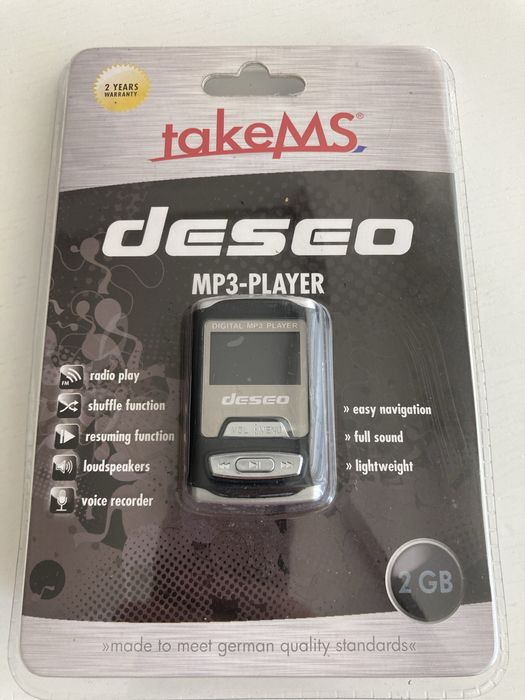 2 YEARS
WARRANTY
takeMS®
deseo
MP3-PLAYER
DIGITAL MP3 PLAYER
deseo
VOL MENU
FM
radio play
shuffle function
resuming function
loudspeakers
voice recorder
» easy navigation
» full sound
» lightweight
2 GB
»made to meet german quality standards«